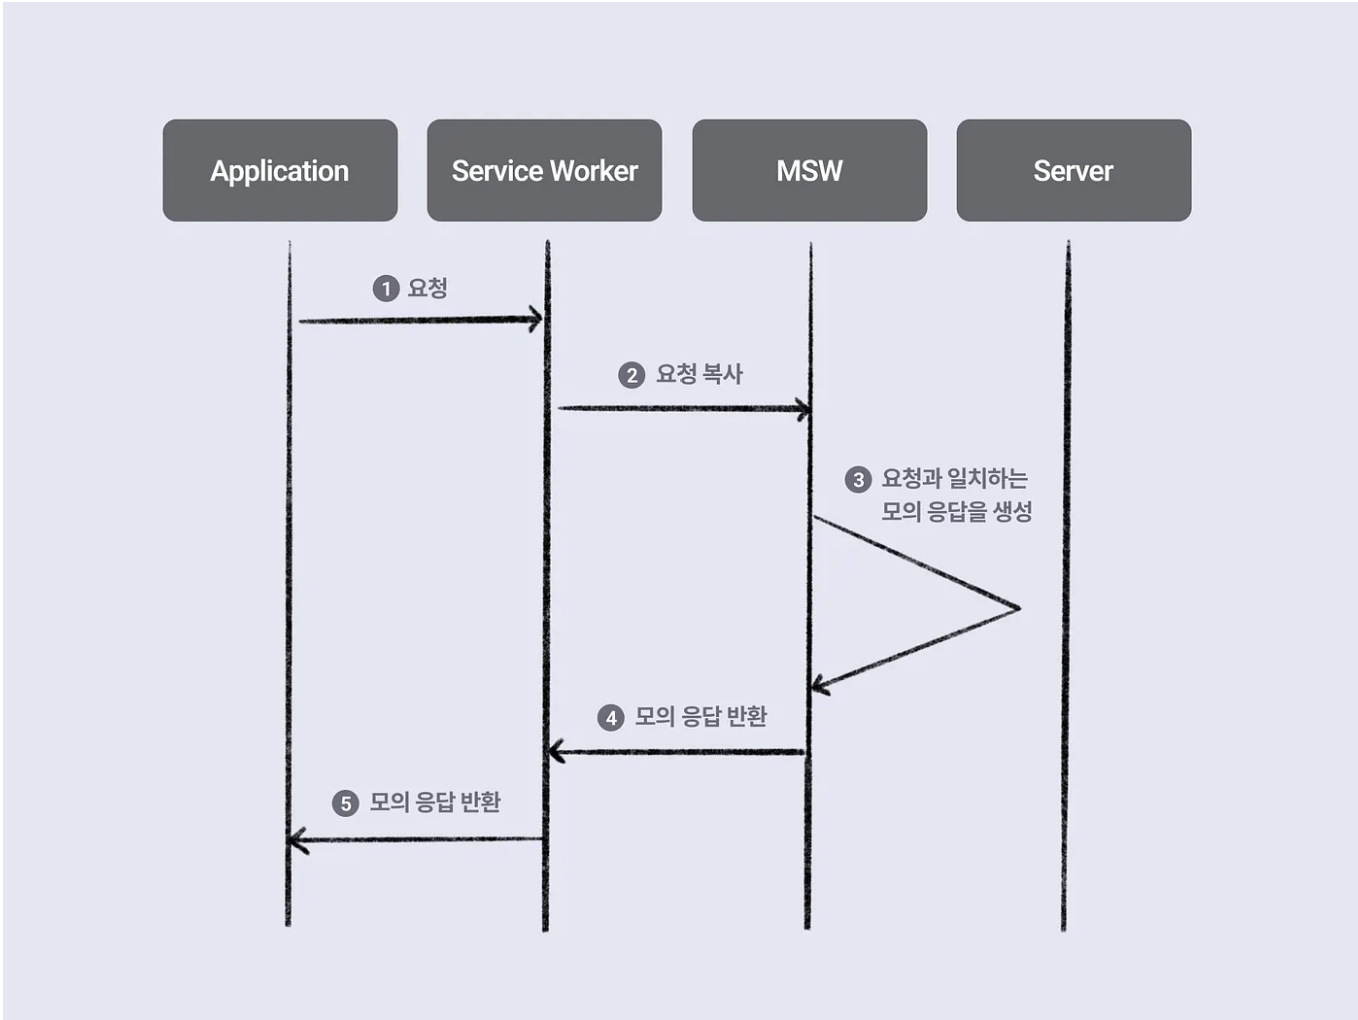 Application
Service Worker
MSW
Server
1 요청
2 요청 복사
3 요청과 일치하는
모의 응답을 생성
4 모의 응답 반환
5 모의 응답 반환